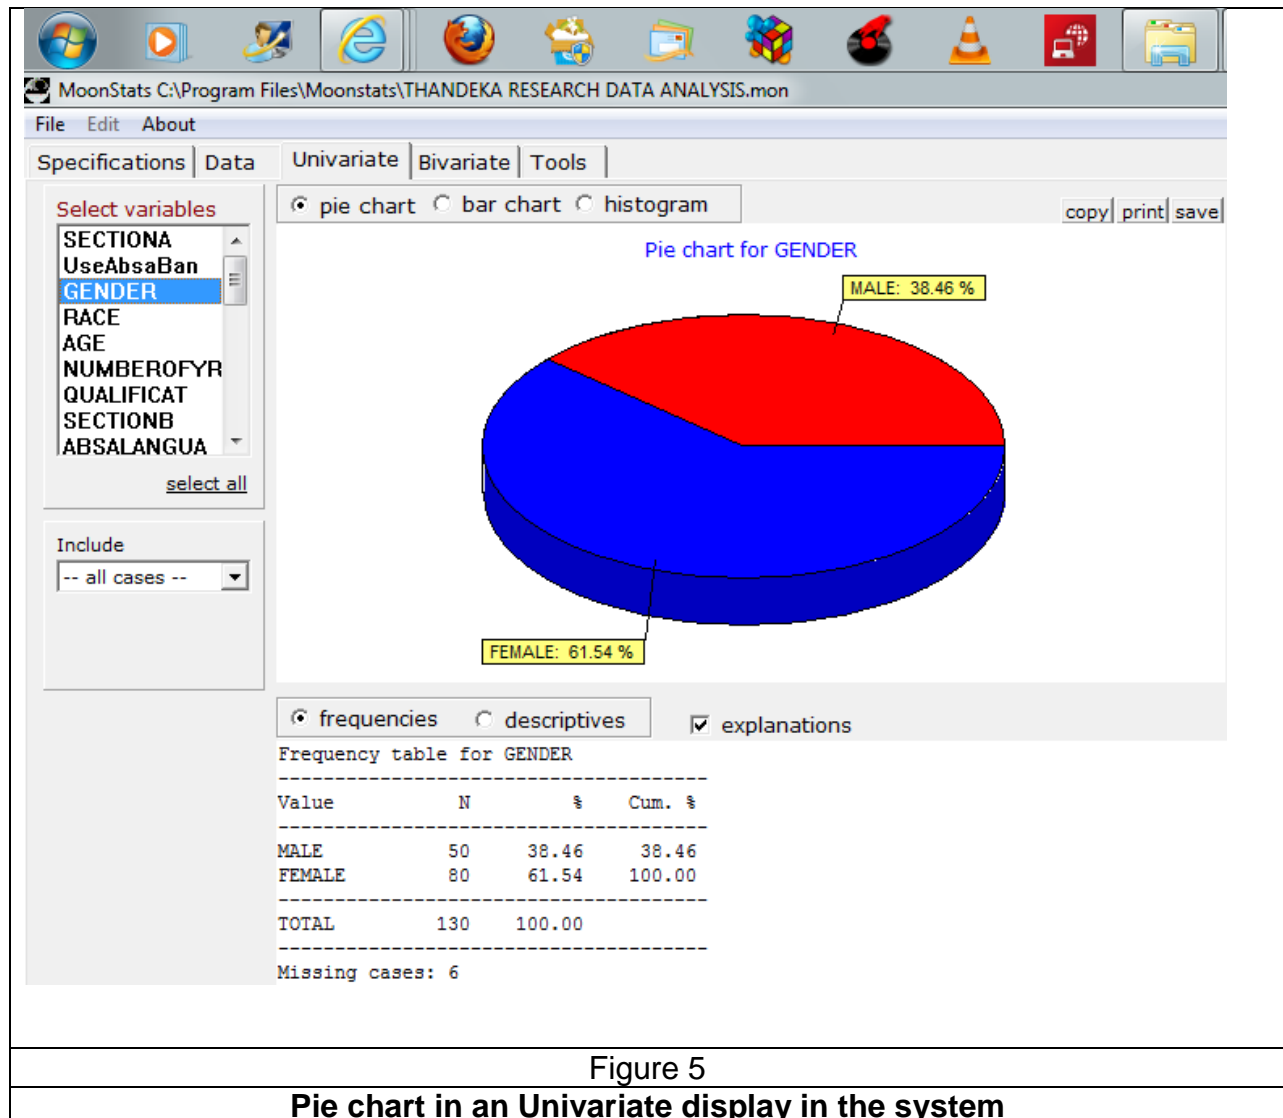 MoonStats C:\Program Files\Moonstats\THANDEKA RESEARCH DATA ANALYSIS.mon
File Edit About
Specifications Data Univariate Bivariate Tools
Select variables
SECTIONA
UseAbsaBan
GENDER
RACE
AGE
NUMBEROFYR
QUALIFICAT
SECTIONB
ABSALANGUA
select all
Include
-- all cases --
pie chart bar chart histogram
copy print save
Pie chart for GENDER
MALE: 38.46 %
FEMALE: 61.54 %
frequencies descriptives explanations
Frequency table for GENDER
----------------------------------------
Value N % Cum. %
----------------------------------------
MALE 50 38.46 38.46
FEMALE 80 61.54 100.00
----------------------------------------
TOTAL 130 100.00
----------------------------------------
Missing cases: 6
Figure 5
Pie chart in an Univariate display in the system